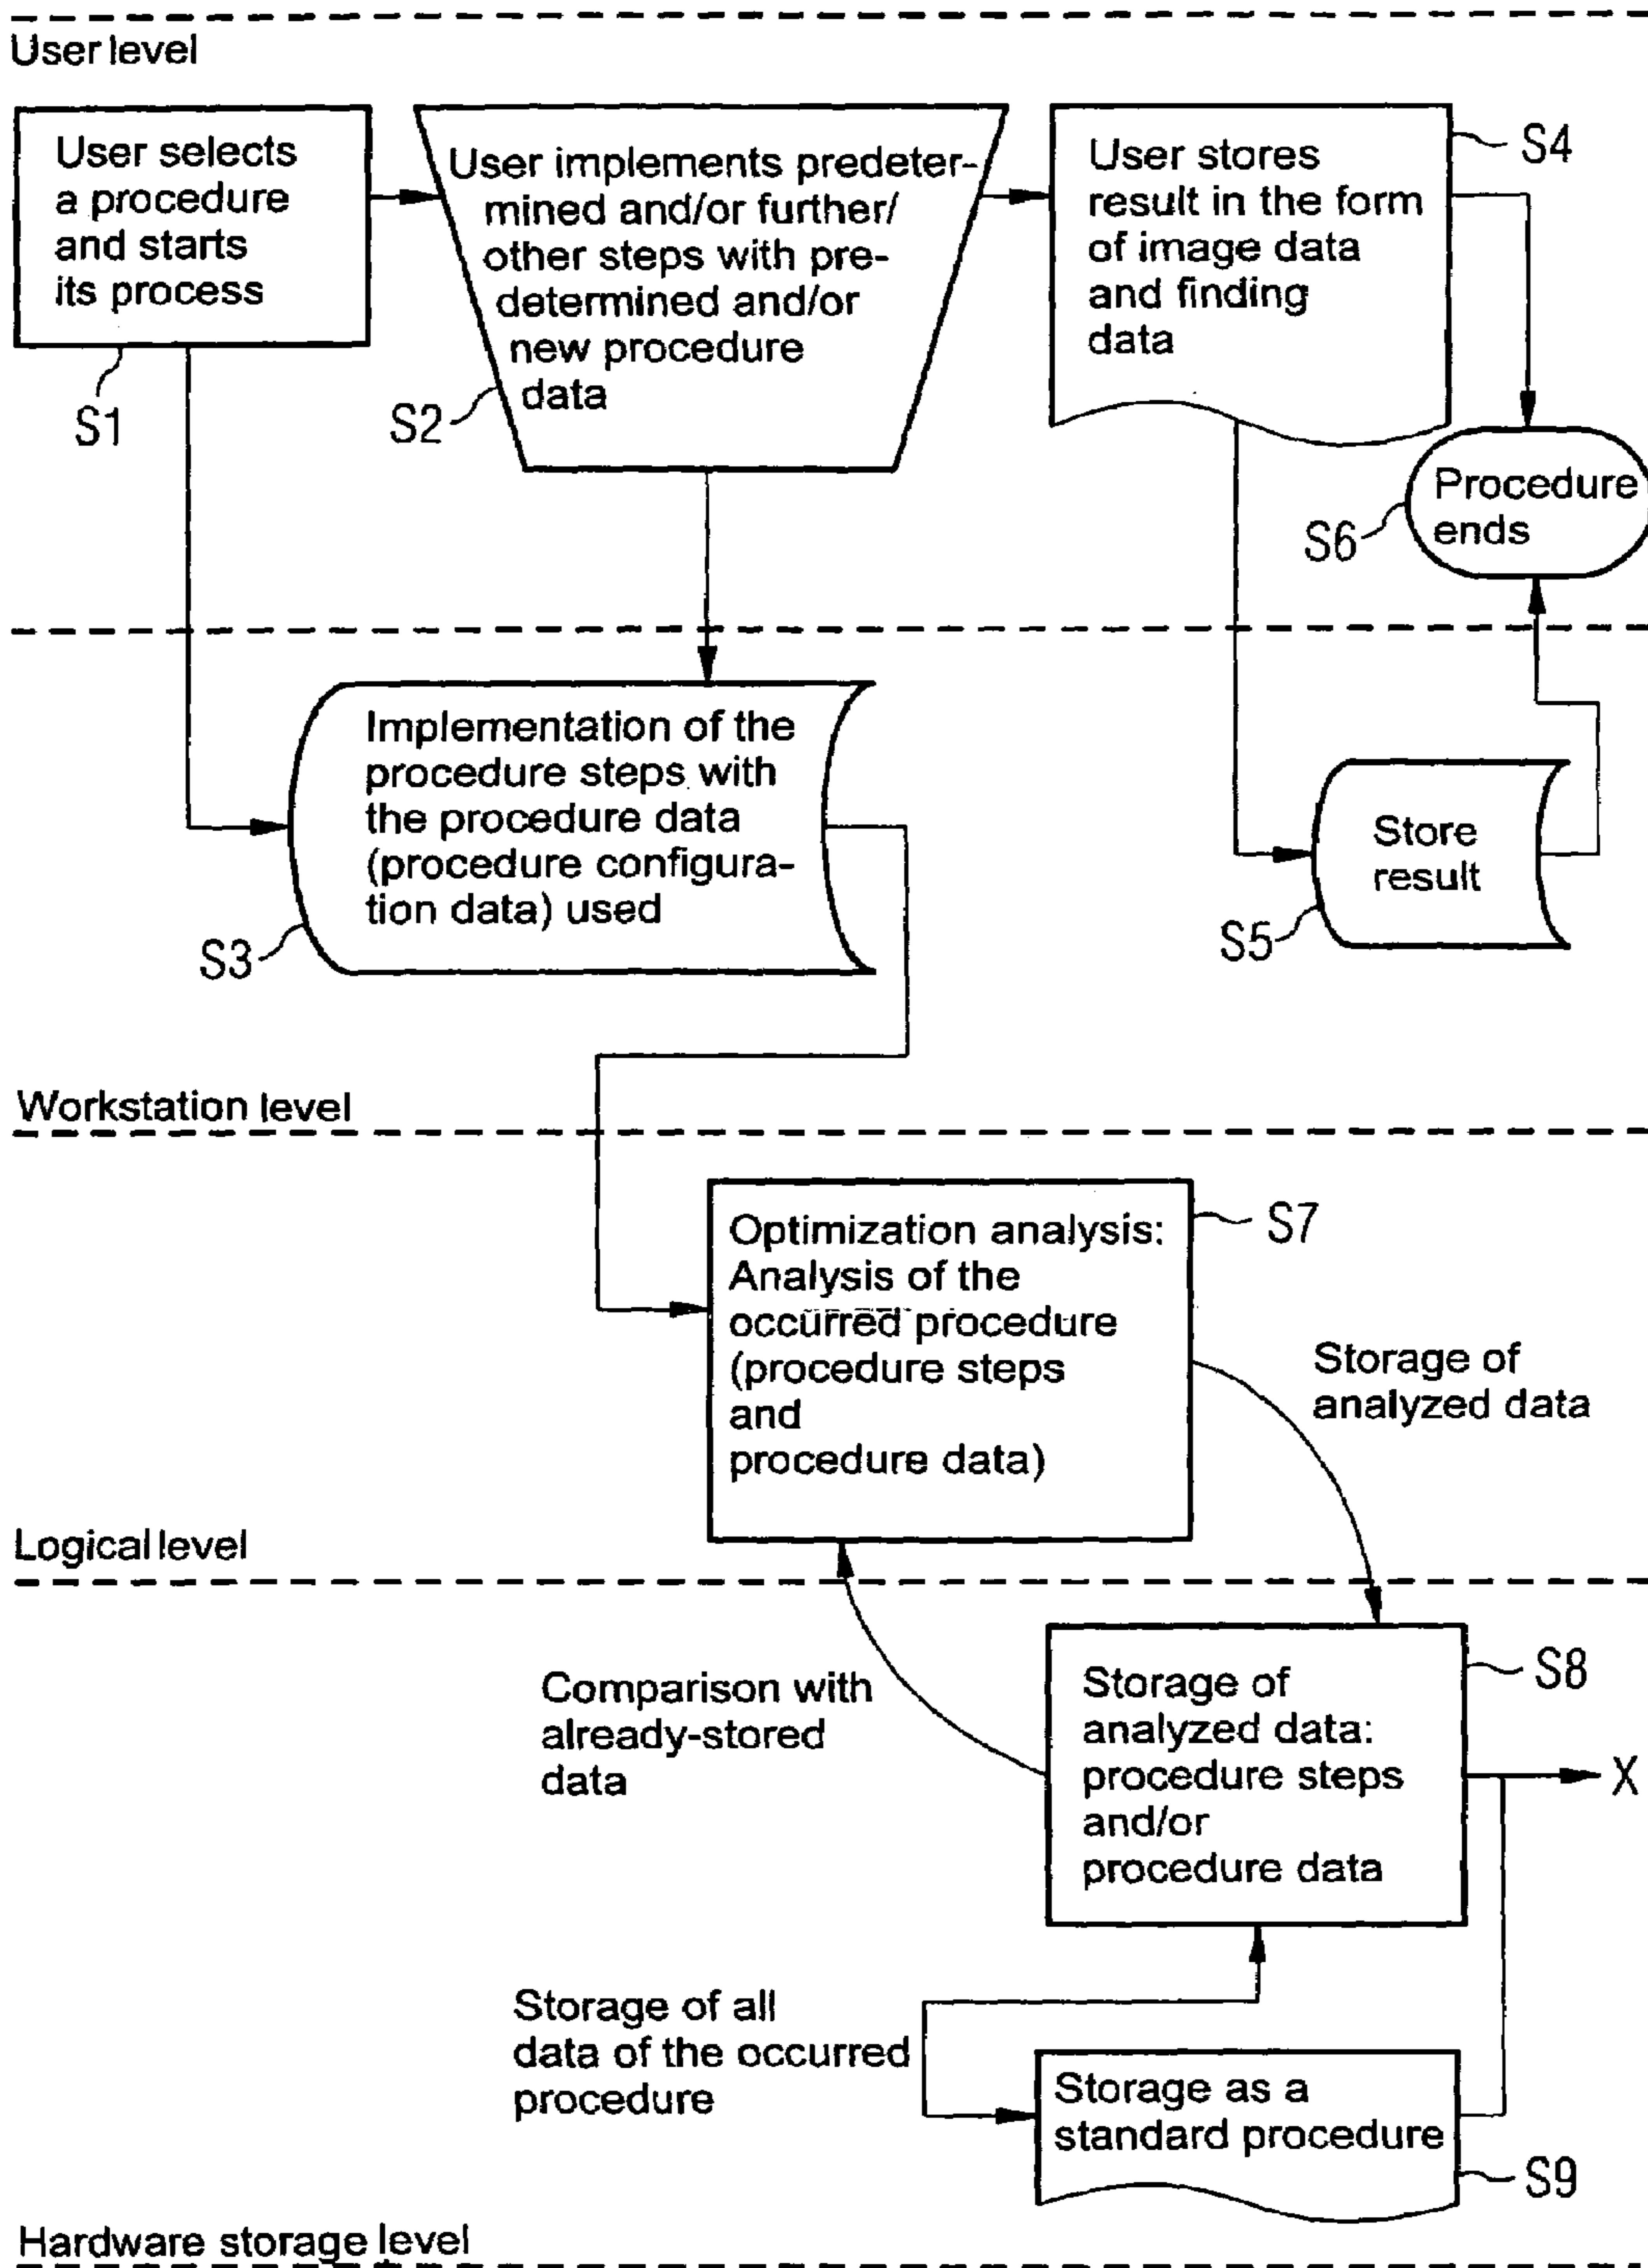 User level
User selects
a procedure
and starts
its process
S1
User implements predeter-
mined and/or further/
other steps with pre-
determined and/or
new procedure
data
S2
User stores
result in the form
of image data
and finding
data
S4
Procedure
ends
S6
Implementation of the
procedure steps with
the procedure data
(procedure configura-
tion data) used
S3
Store
result
S5
Workstation level
Optimization analysis:
Analysis of the
occurred procedure
(procedure steps
and
procedure data)
S7
Storage of
analyzed data
Logical level
Comparison with
already-stored
data
Storage of
analyzed data:
procedure steps
and/or
procedure data
S8
X
Storage of all
data of the occurred
procedure
Storage as a
standard procedure
S9
Hardware storage level